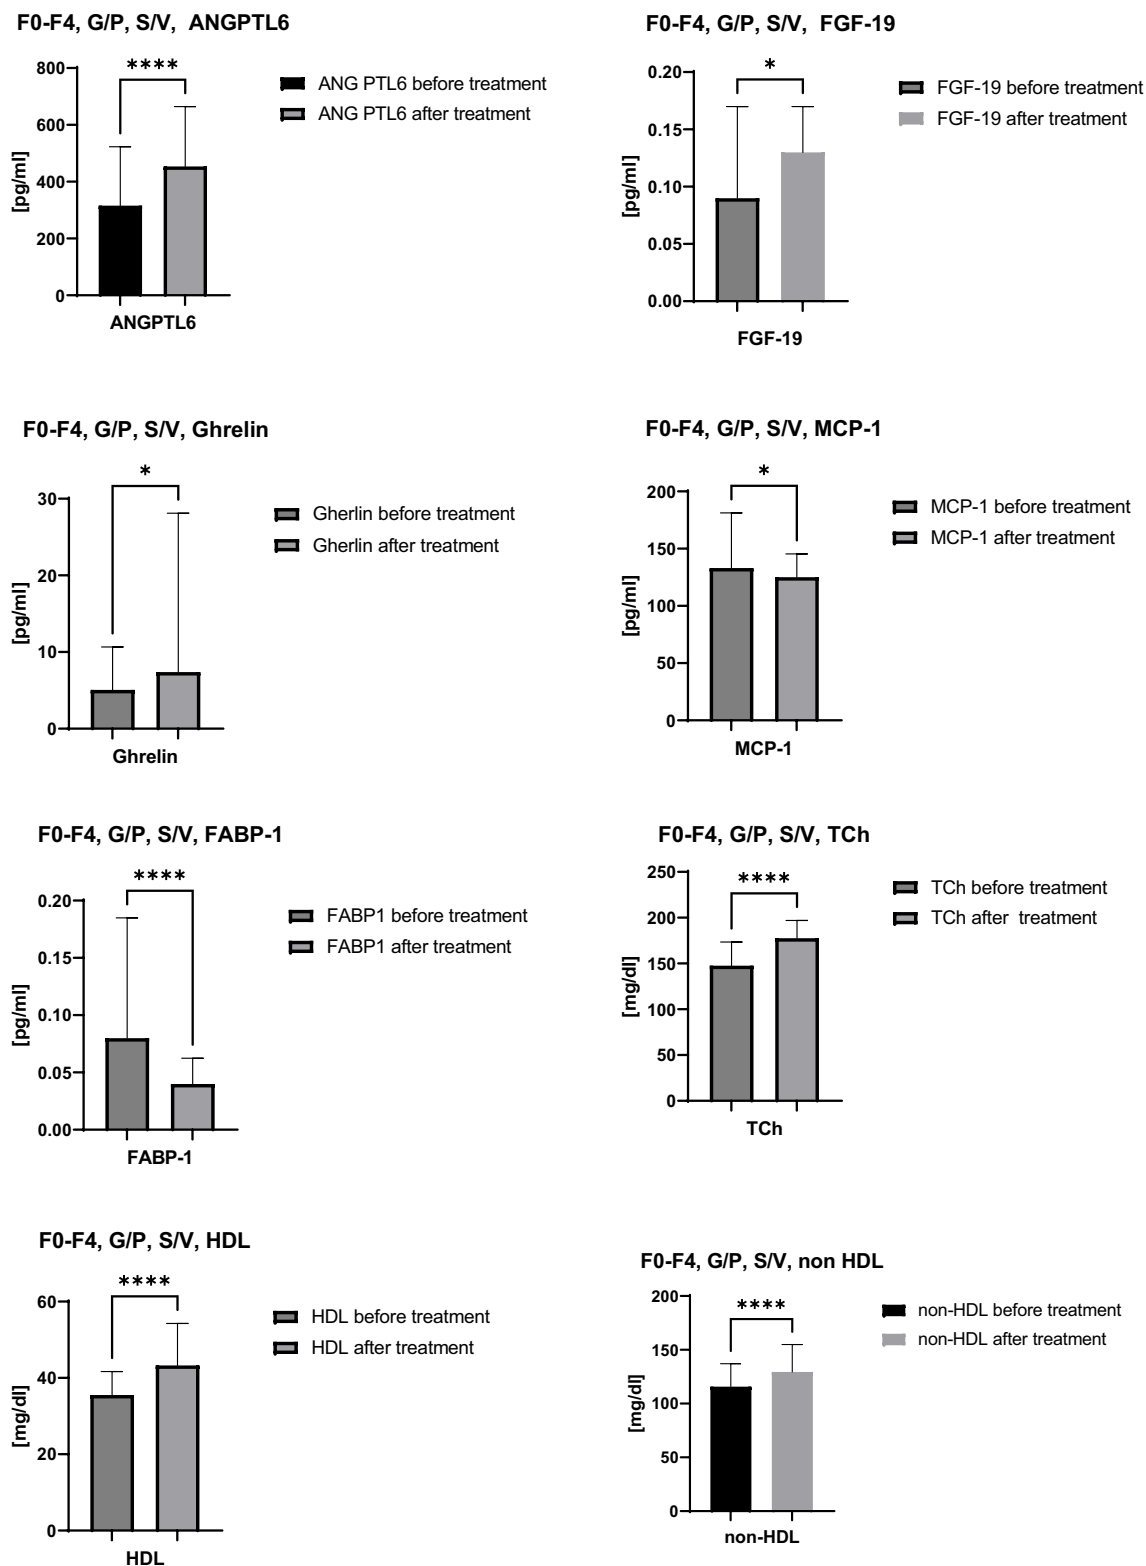 F0-F4, G/P, S/V, ANGPTL6
****
800
600
400
200
0
[pg/ml]
ANGPTL6
ANG PTL6 before treatment
ANG PTL6 after treatment
F0-F4, G/P, S/V, FGF-19
*
0.20
0.15
0.10
0.05
0.00
[pg/ml]
FGF-19
FGF-19 before treatment
FGF-19 after treatment
F0-F4, G/P, S/V, Ghrelin
*
30
20
10
0
[pg/ml]
Ghrelin
Gherlin before treatment
Gherlin after treatment
F0-F4, G/P, S/V, MCP-1
*
200
150
100
50
0
[pg/ml]
MCP-1
MCP-1 before treatment
MCP-1 after treatment
F0-F4, G/P, S/V, FABP-1
****
0.20
0.15
0.10
0.05
0.00
[pg/ml]
FABP-1
FABP1 before treatment
FABP1 after treatment
F0-F4, G/P, S/V, TCh
****
250
200
150
100
50
0
[mg/dl]
TCh
TCh before treatment
TCh after treatment
F0-F4, G/P, S/V, HDL
****
60
40
20
0
[mg/dl]
HDL
HDL before treatment
HDL after treatment
F0-F4, G/P, S/V, non HDL
****
200
150
100
50
0
[mg/dl]
non-HDL
non-HDL before treatment
non-HDL after treatment